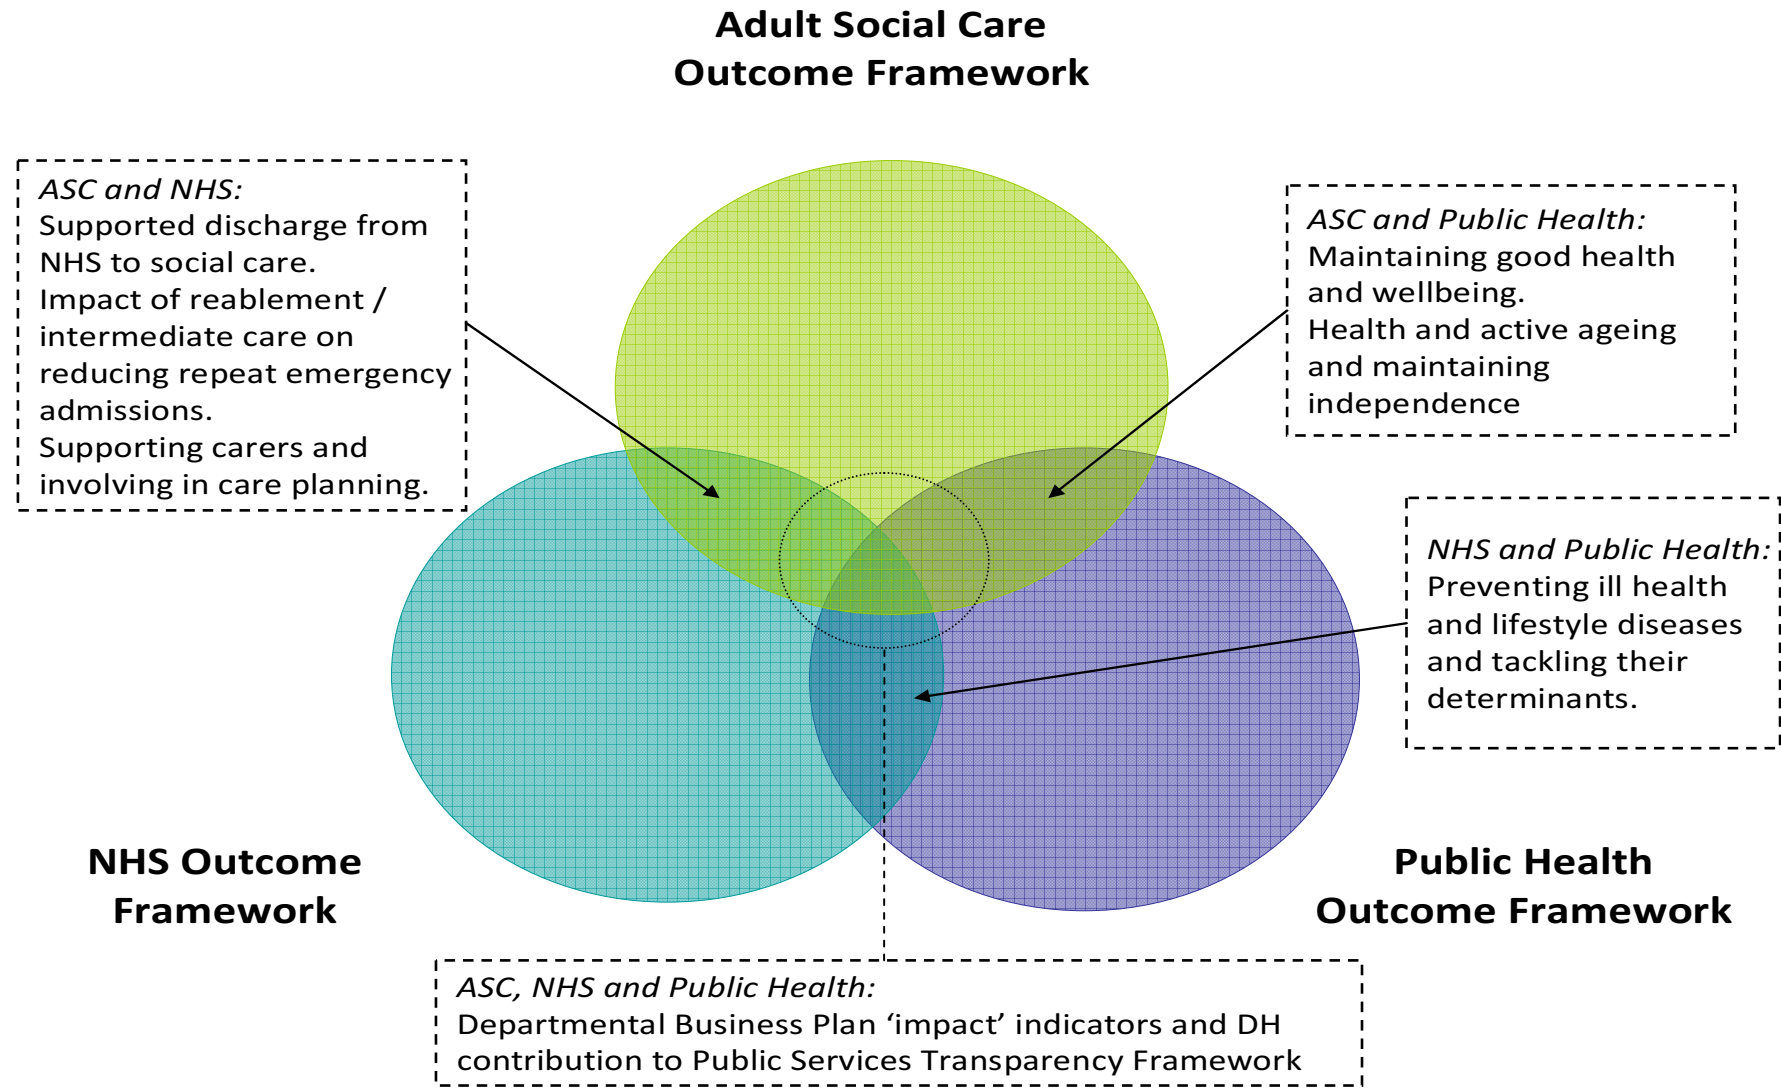 Adult Social Care
Outcome Framework
ASC and NHS:
Supported discharge from
NHS to social care.
Impact of reablement /
intermediate care on
reducing repeat emergency
admissions.
Supporting carers and
involving in care planning.
ASC and Public Health:
Maintaining good health
and wellbeing.
Health and active ageing
and maintaining
independence
NHS and Public Health:
Preventing ill health
and lifestyle diseases
and tackling their
determinants.
NHS Outcome
Framework
Public Health
Outcome Framework
ASC, NHS and Public Health:
Departmental Business Plan ‘impact’ indicators and DH
contribution to Public Services Transparency Framework